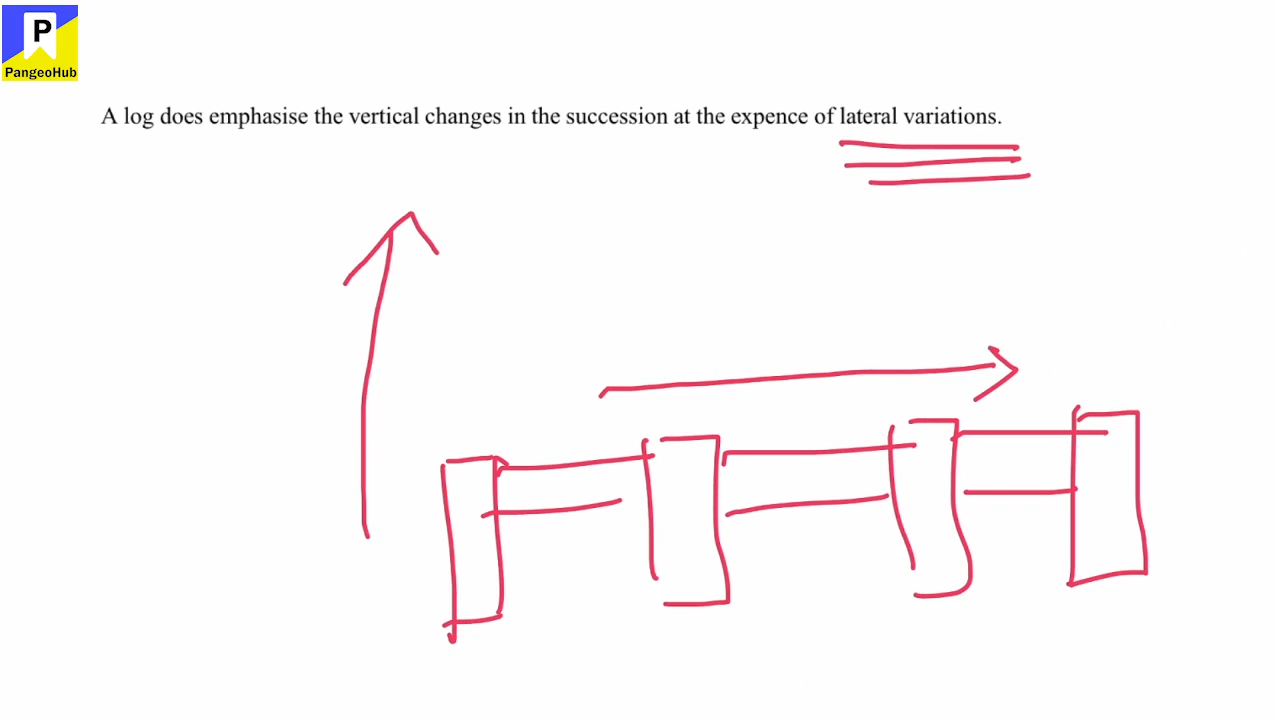 P
PangeoHub
A log does emphasise the vertical changes in the succession at the expence of lateral variations.